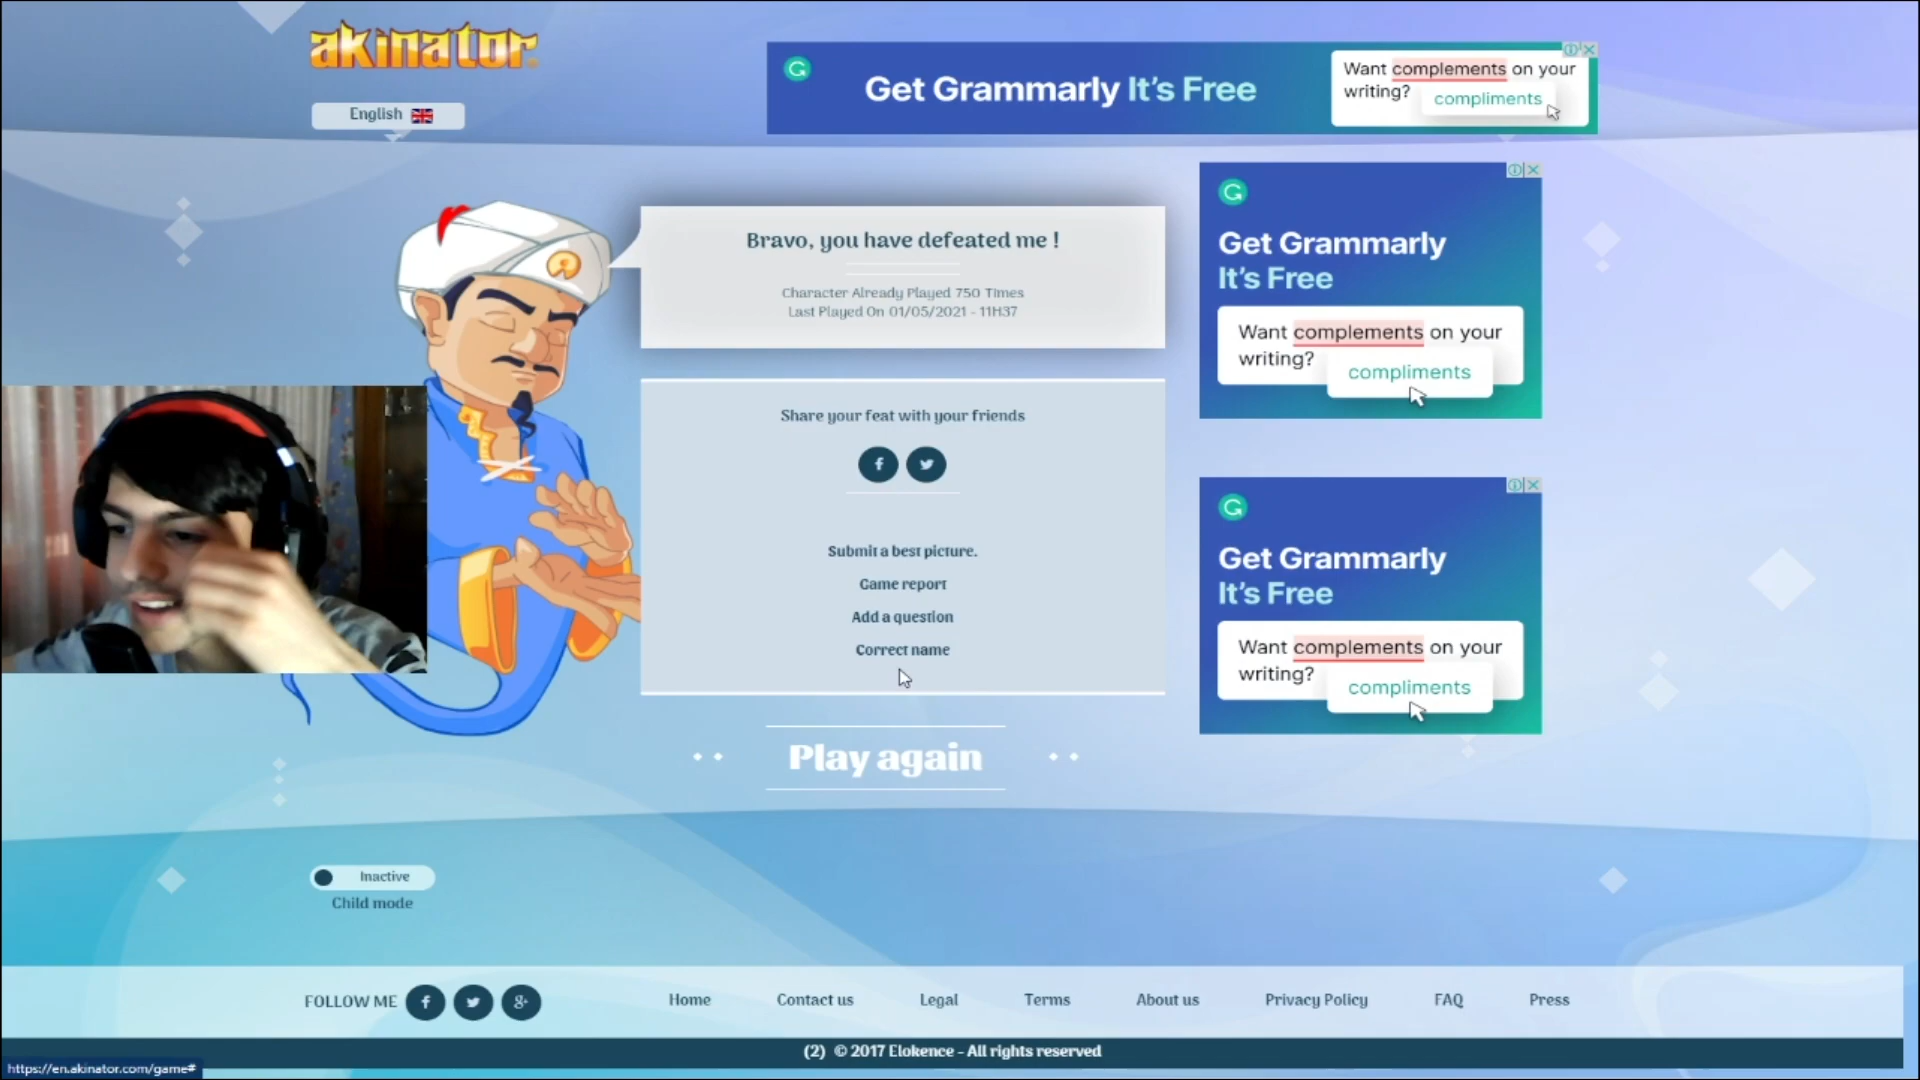 akinator
English
Get Grammarly It's Free
Want complements on your
writing?
compliments
Bravo, you have defeated me !
Character Already Played 750 Times
Last Played On 01/05/2021 - 11H37
Share your feat with your friends
Submit a best picture.
Game report
Add a question
Correct name
Play again
Get Grammarly
It's Free
Want complements on your
writing?
compliments
Get Grammarly
It's Free
Want complements on your
writing?
compliments
Inactive
Child mode
FOLLOW ME
Home
Contact us
Legal
Terms
About us
Privacy Policy
FAQ
Press
(2) © 2017 Elokence - All rights reserved
https://en.akinator.com/game#